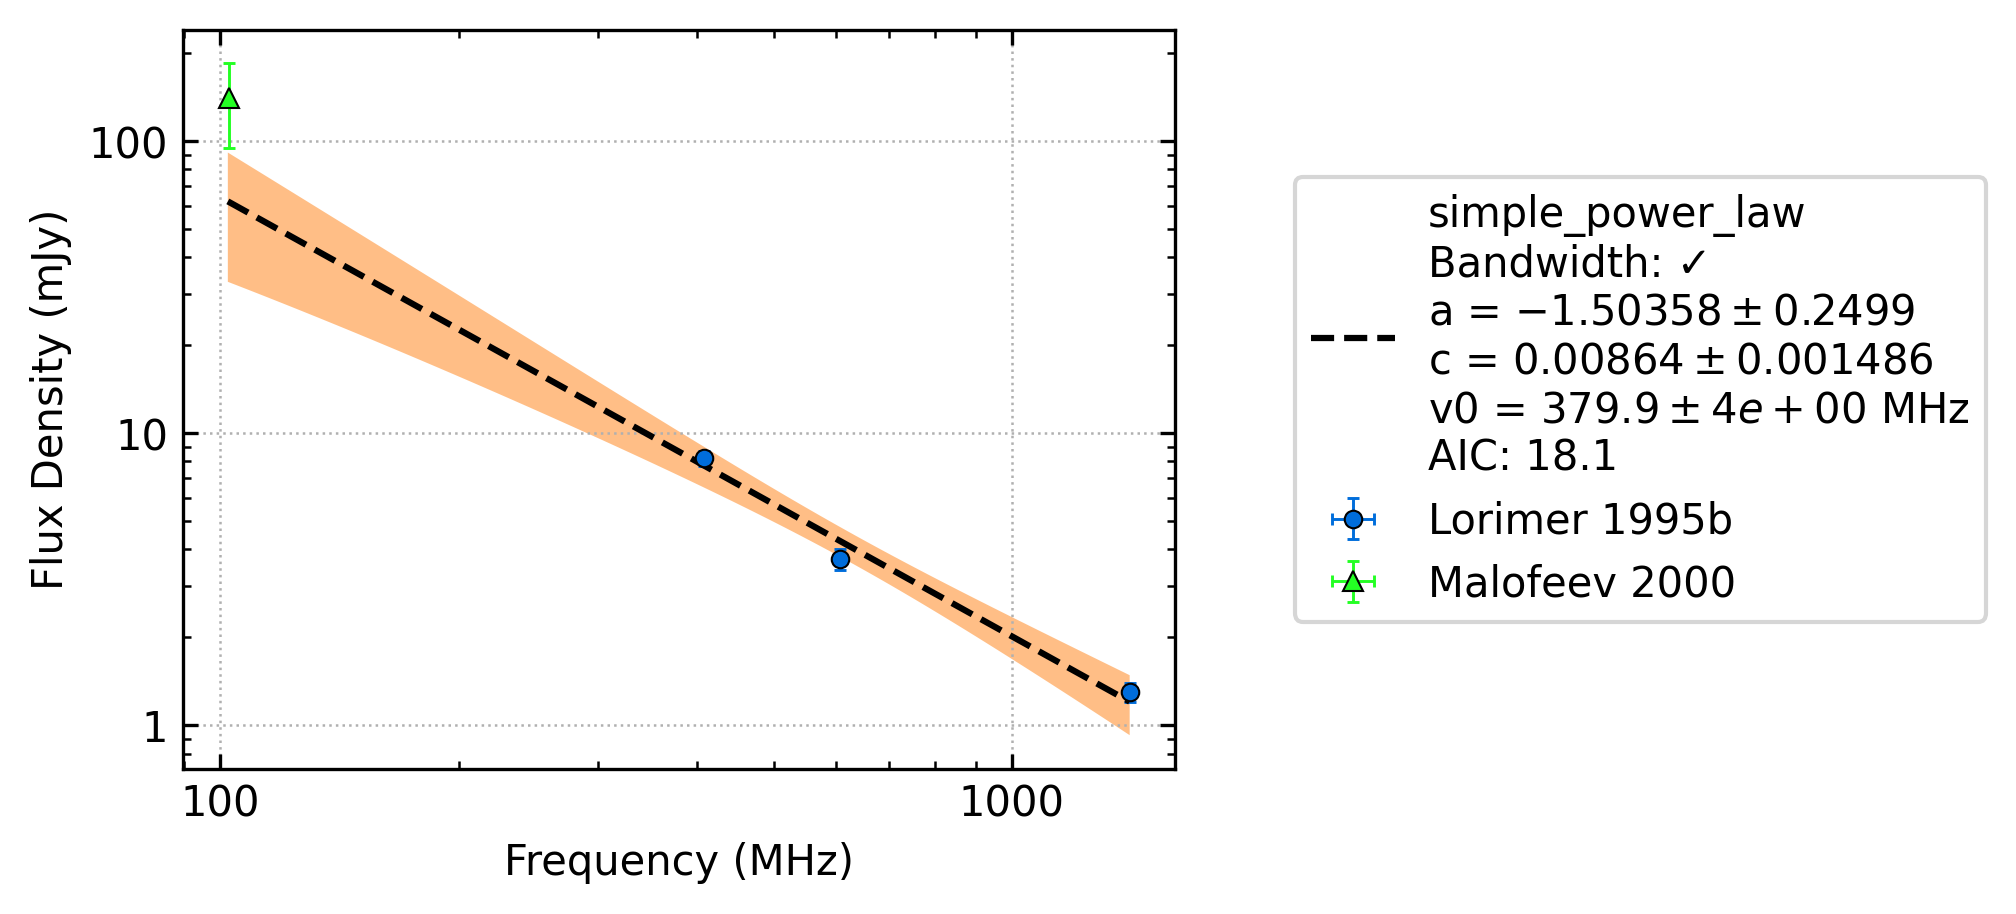 Flux Density (mJy)
100
10
1
100
1000
Frequency (MHz)
simple_power_law
Bandwidth: ✓
a = −1.50358 ± 0.2499
c = 0.00864 ± 0.001486
v0 = 379.9 ± 4e + 00 MHz
AIC: 18.1
Lorimer 1995b
Malofeev 2000